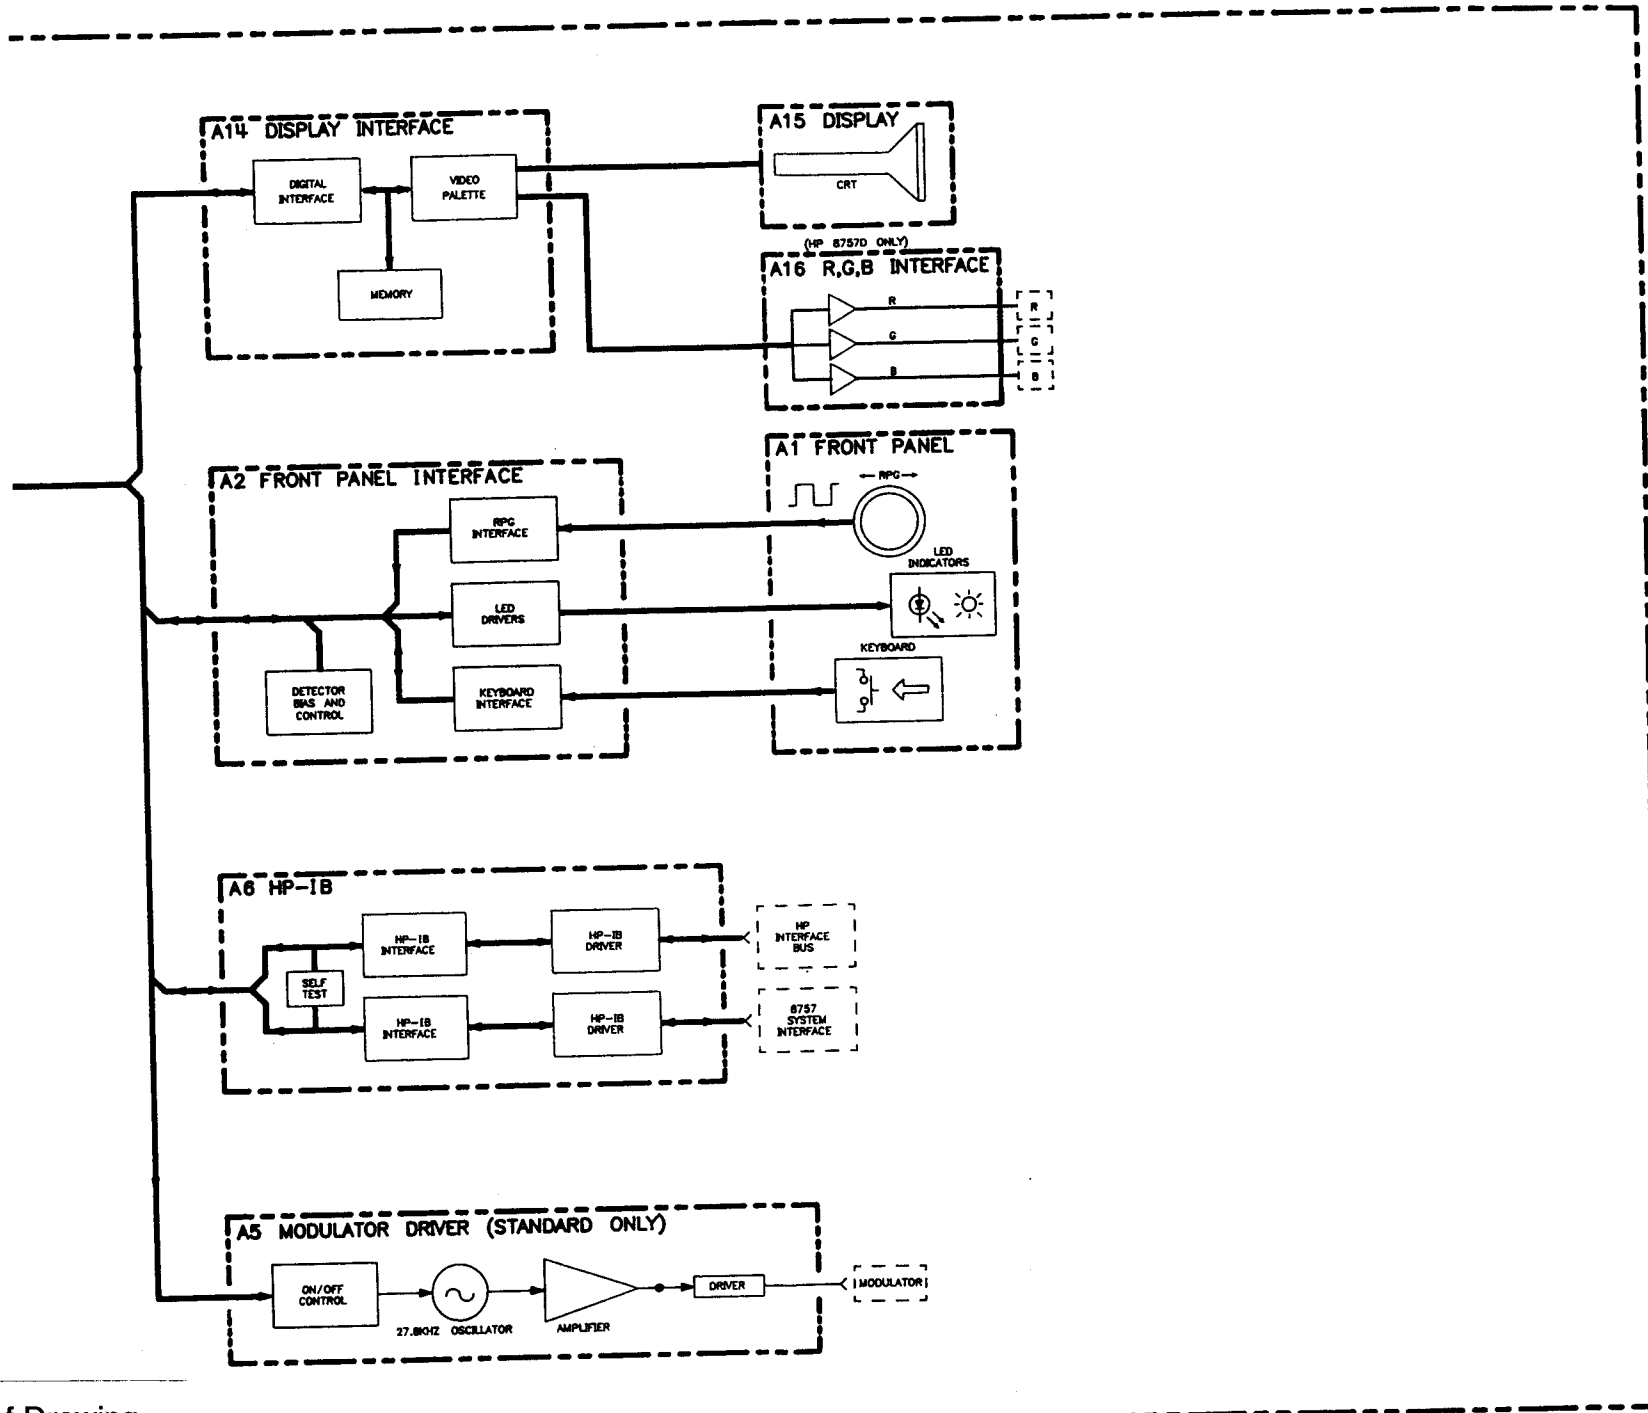 A14 DISPLAY INTERFACE
DIGITAL
INTERFACE
VIDEO
PALETTE
MEMORY
A15 DISPLAY
CRT
(HP 8757D ONLY)
A16 R,G,B INTERFACE
R
R
G
G
B
B
A2 FRONT PANEL INTERFACE
RPG
INTERFACE
LED
DRIVERS
KEYBOARD
INTERFACE
DETECTOR
BIAS AND
CONTROL
A1 FRONT PANEL
RPG
LED
INDICATORS
KEYBOARD
A6 HP-IB
HP-IB
INTERFACE
HP-IB
DRIVER
HP
INTERFACE
BUS
SELF
TEST
HP-IB
INTERFACE
HP-IB
DRIVER
8757
SYSTEM
INTERFACE
A5 MODULATOR DRIVER (STANDARD ONLY)
ON/OFF
CONTROL
27.8KHZ OSCILLATOR
AMPLIFIER
DRIVER
MODULATOR